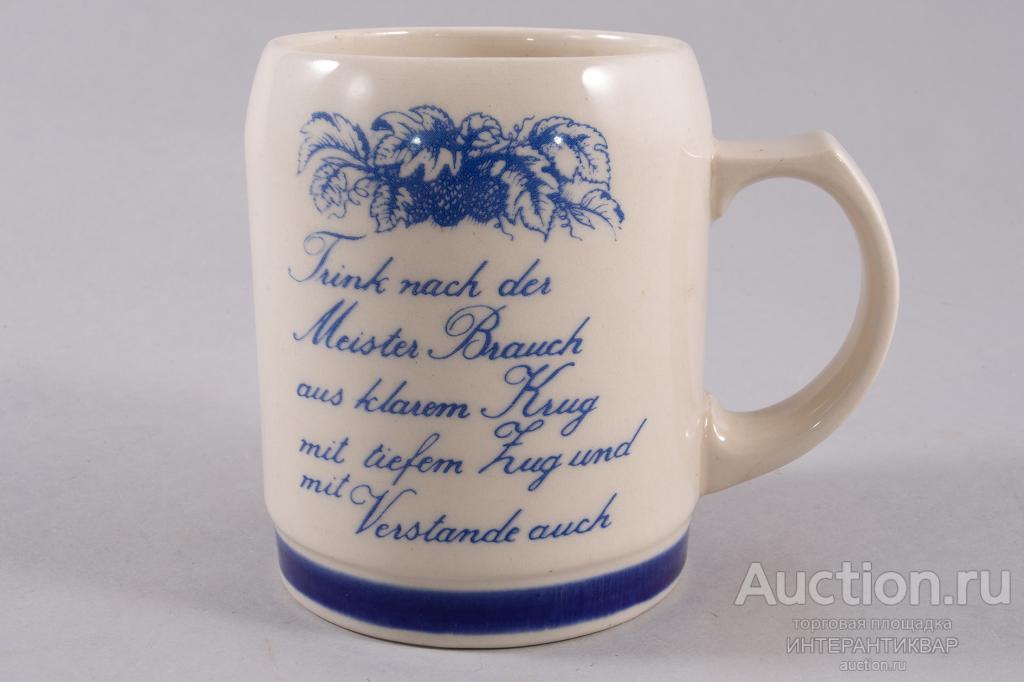 Trink nach der
Meister Brauch
aus klarem Krug
mit tiefem Zug und
mit Verstande auch
Auction.ru
торговая площадка
ИНТЕРАНТИКВАР
auction.ru